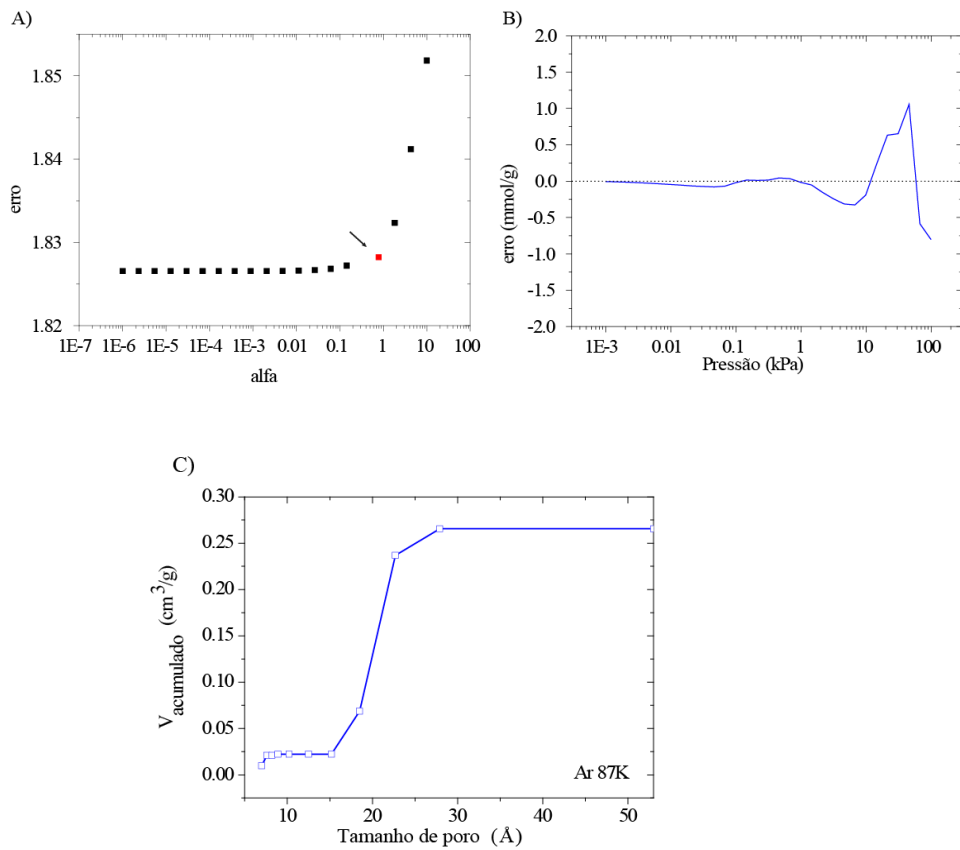 A)
erro
1.85
1.84
1.83
1.82
1E-7 1E-6 1E-5 1E-4 1E-3 0.01 0.1 1 10 100
alfa
B)
erro (mmol/g)
2.0
1.5
1.0
0.5
0.0
-0.5
-1.0
-1.5
-2.0
1E-3 0.01 0.1 1 10 100
Pressão (kPa)
C)
Vacumulado (cm³/g)
0.30
0.25
0.20
0.15
0.10
0.05
0.00
Ar 87K
10 20 30 40 50
Tamanho de poro (Å)